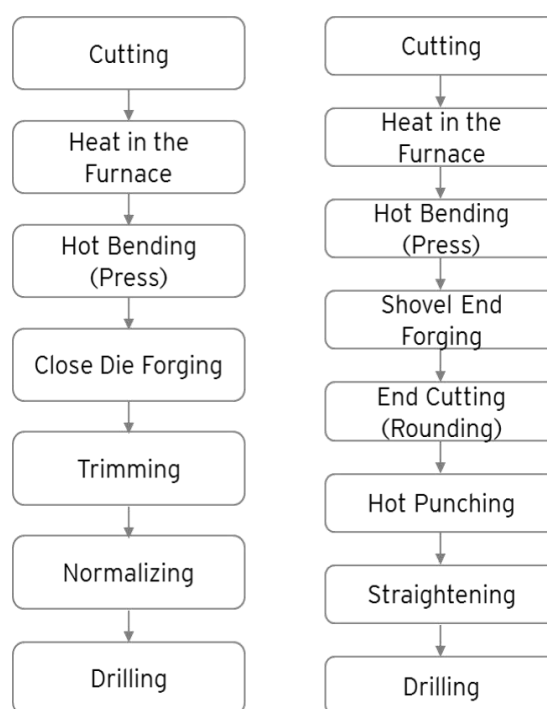 Cutting
Heat in the
Furnace
Hot Bending
(Press)
Close Die Forging
Trimming
Normalizing
Drilling
Cutting
Heat in the
Furnace
Hot Bending
(Press)
Shovel End
Forging
End Cutting
(Rounding)
Hot Punching
Straightening
Drilling